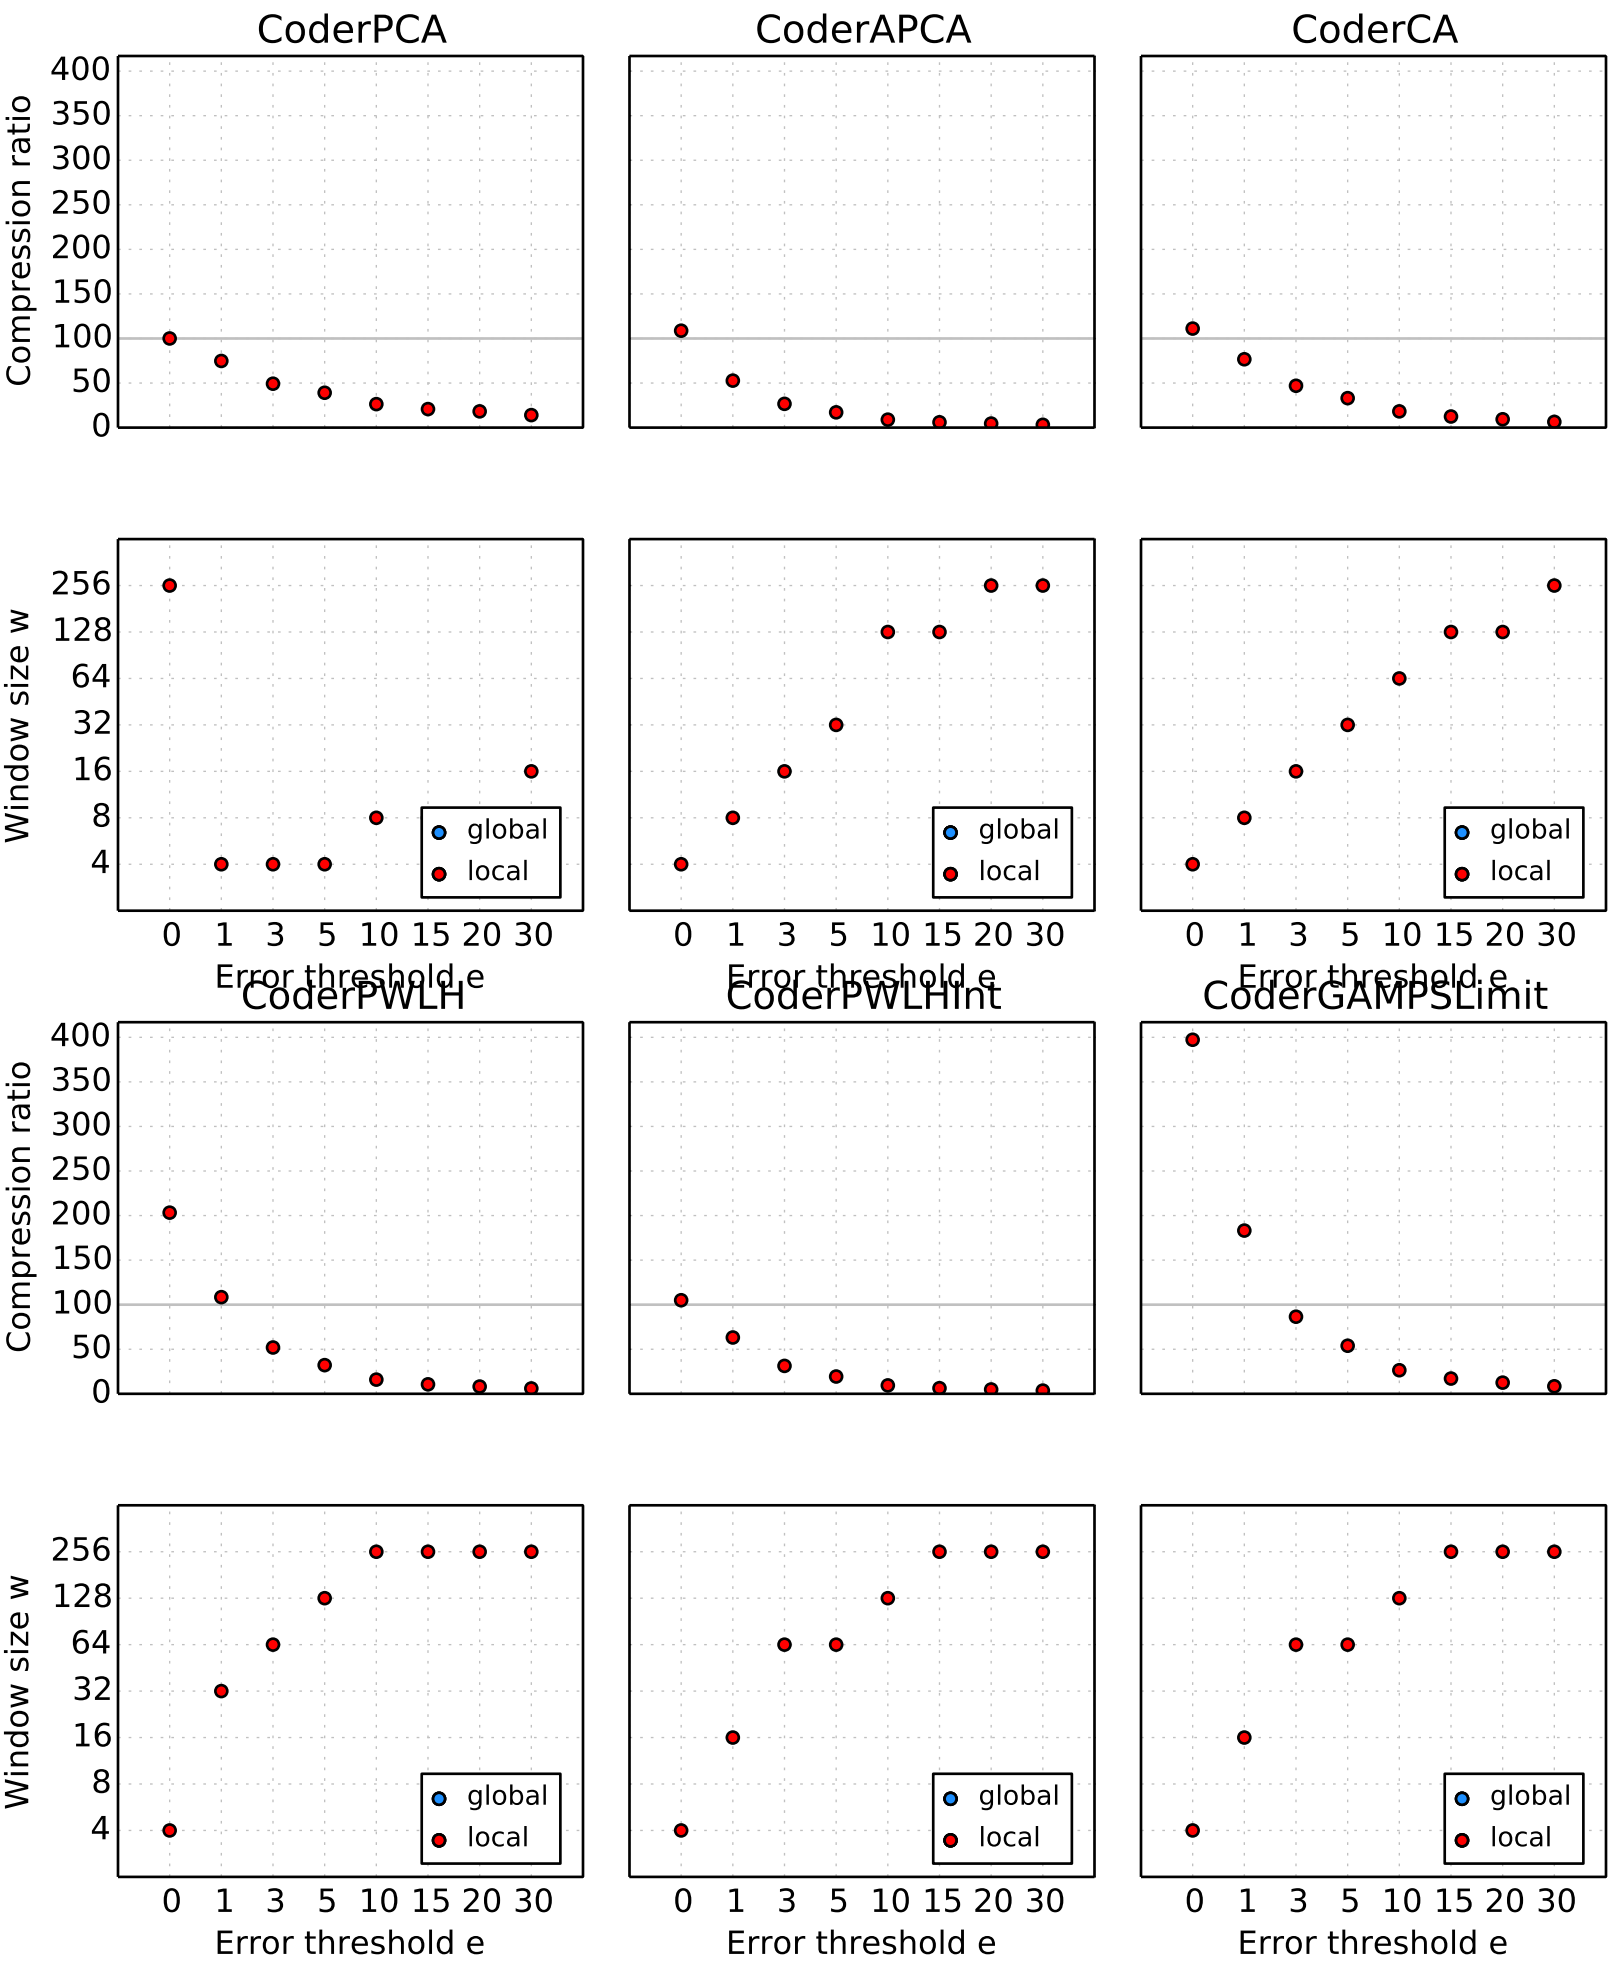 CoderPCA CoderAPCA CoderCA
Compression ratio
400
350
300
250
200
150
100
50
0
Window size w
256
128
64
32
16
8
4
global
local
global
local
global
local
0 1 3 5 10 15 20 30
0 1 3 5 10 15 20 30
0 1 3 5 10 15 20 30
Error threshold e
Error threshold e
Error threshold e
CoderPWLH CoderPWLHInt CoderGAMPSLimit
Compression ratio
400
350
300
250
200
150
100
50
0
Window size w
256
128
64
32
16
8
4
global
local
global
local
global
local
0 1 3 5 10 15 20 30
0 1 3 5 10 15 20 30
0 1 3 5 10 15 20 30
Error threshold e
Error threshold e
Error threshold e